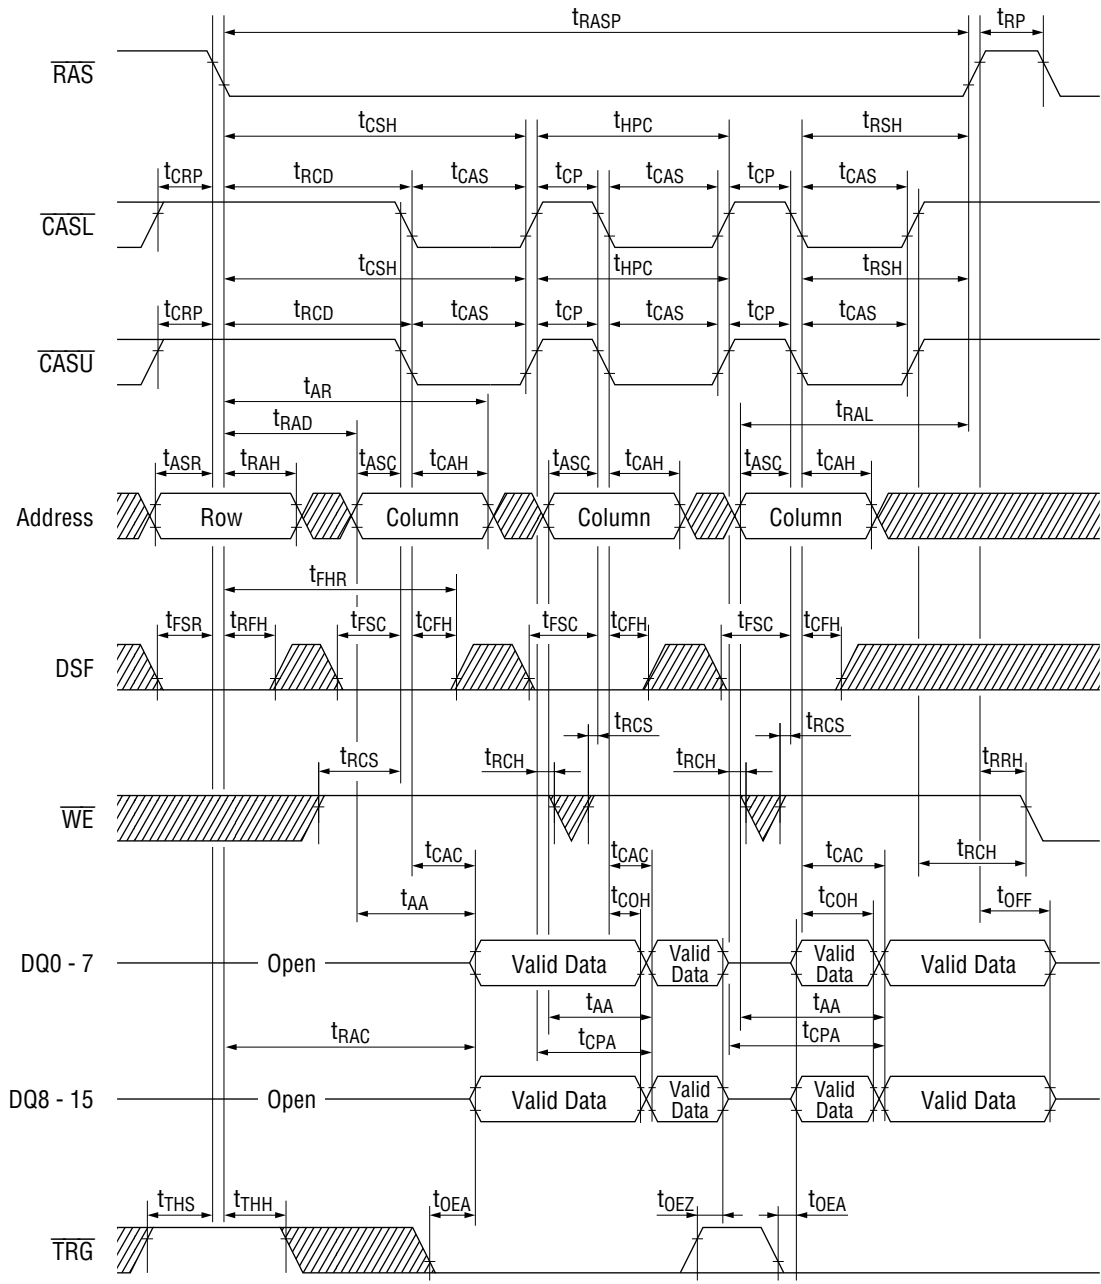 tRASP tRP
RAS
tCSH tHPC tRSH
tCRP tRCD tCAS tCP tCAS tCP tCAS
CASL
tCSH tHPC tRSH
tCRP tRCD tCAS tCP tCAS tCP tCAS
CASU
tAR
tRAD tRAL
tASR tRAH tASC tCAH tASC tCAH tASC tCAH
Address Row Column Column Column
tFHR
tFSR tRFH tFSC tCFH tFSC tCFH tFSC tCFH
DSF
tRCS tRCS
tRCS tRCH tRCH tRRH
WE
tCAC tCAC tCAC tRCH
tAA tCOH tCOH tOFF
DQ0 - 7 Open Valid Data Valid Data Valid Data Valid Data
tAA tAA
tRAC tCPA tCPA
DQ8 - 15 Open Valid Data Valid Data Valid Data Valid Data
tTHS tTHH tOEA tOEZ tOEA
TRG